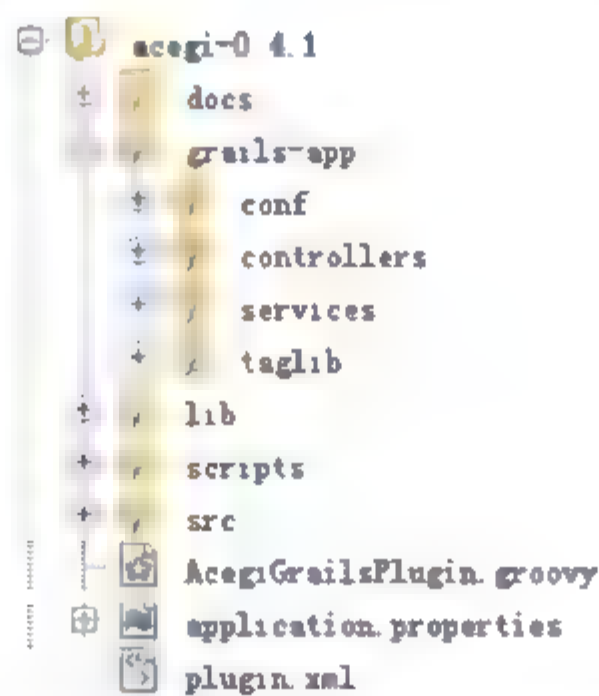 acegi-0.4.1
docs
grails-app
conf
controllers
services
taglib
lib
scripts
src
AcegiGrailsPlugin.groovy
application.properties
plugin.xml